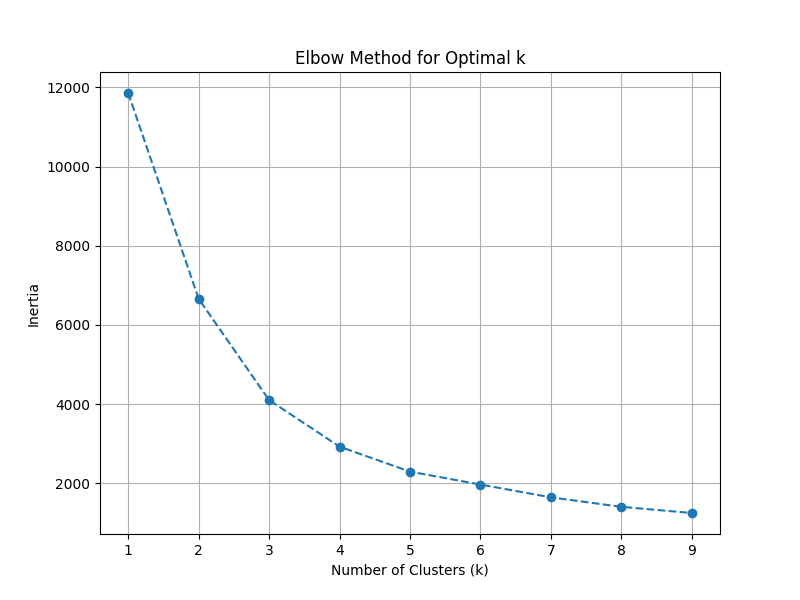 Elbow Method for Optimal k
12000
10000
8000
6000
4000
2000
Inertia
1 2 3 4 5 6 7 8 9
Number of Clusters (k)